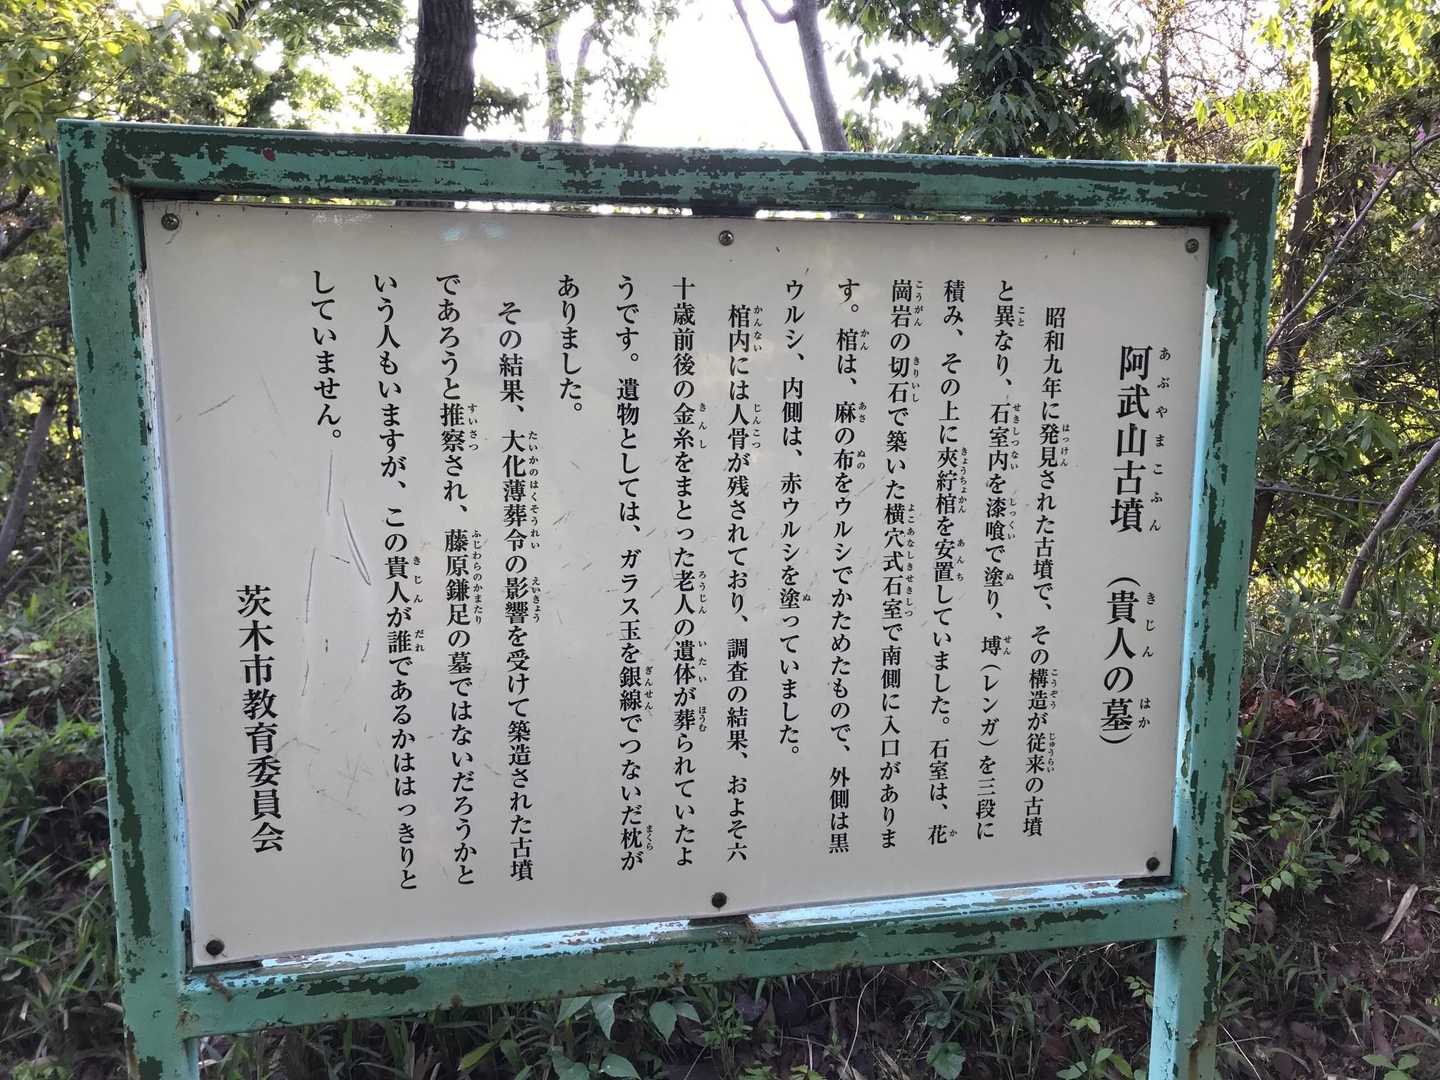 阿武山古墳 （貴人の墓）
昭和九年に発見された古墳で、その構造が従来の古墳
と異なり、石室内を漆喰で塗り、塼（レンガ）を三段に
積み、その上に夾紵棺を安置していました。石室は、花
崗岩の切石で築いた横穴式石室で南側に入口がありま
す。棺は、麻の布をウルシでかためたもので、外側は黒
ウルシ、内側は、赤ウルシを塗っていました。
棺内には人骨が残されており、調査の結果、およそ六
十歳前後の金糸をまとった老人の遺体が葬られていたよ
うです。遺物としては、ガラス玉を銀線でつないだ枕が
ありました。
その結果、大化薄葬令の影響を受けて築造された古墳
であろうと推察され、藤原鎌足の墓ではないだろうかと
いう人もいますが、この貴人が誰であるかははっきりと
していません。
茨木市教育委員会